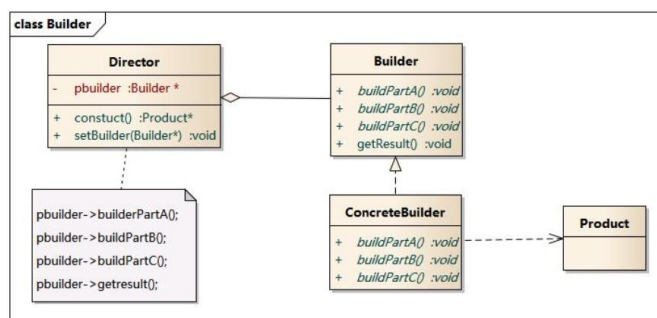 class Builder
Director
- pbuilder :Builder *
+ constuct() :Product*
+ setBuilder(Builder*) :void
Builder
+ buildPartA() :void
+ buildPartB() :void
+ buildPartC() :void
+ getResult() :void
pbuilder->builderPartA();
pbuilder->buildPartB();
pbuilder->buildPartC();
pbuilder->getresult();
ConcreteBuilder
+ buildPartA() :void
+ buildPartB() :void
+ buildPartC() :void
Product